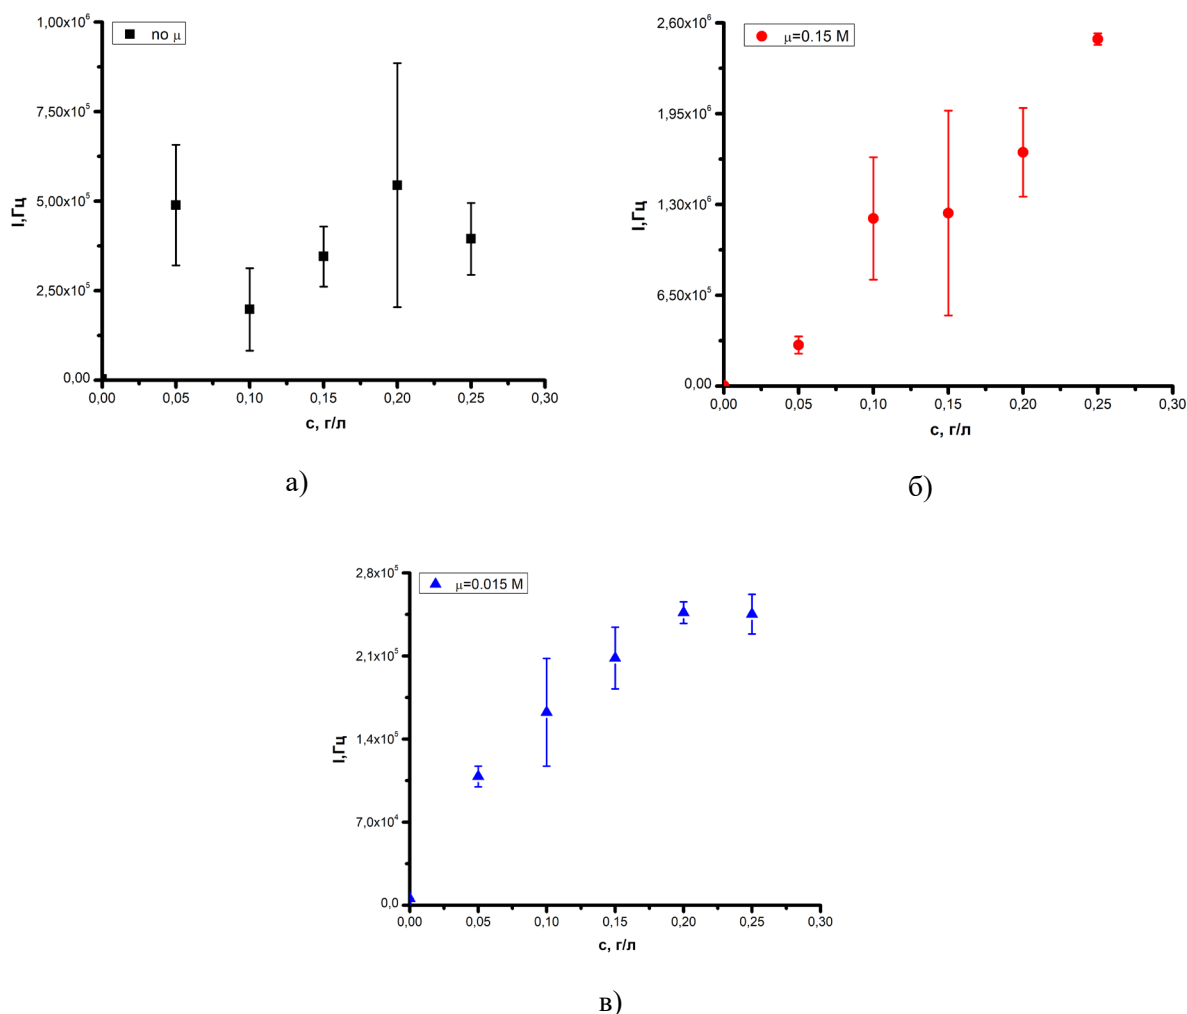 no μ
1,00x10⁶
7,50x10⁵
5,00x10⁵
2,50x10⁵
0,00
I,Гц
0,00 0,05 0,10 0,15 0,20 0,25 0,30
с, г/л
а)
μ=0.15 M
2,60x10⁶
1,95x10⁶
1,30x10⁶
6,50x10⁵
0,00
I,Гц
0,00 0,05 0,10 0,15 0,20 0,25 0,30
с, г/л
б)
μ=0.015 M
2,8x10⁵
2,1x10⁵
1,4x10⁵
7,0x10⁴
0,0
I,Гц
0,00 0,05 0,10 0,15 0,20 0,25 0,30
с, г/л
в)